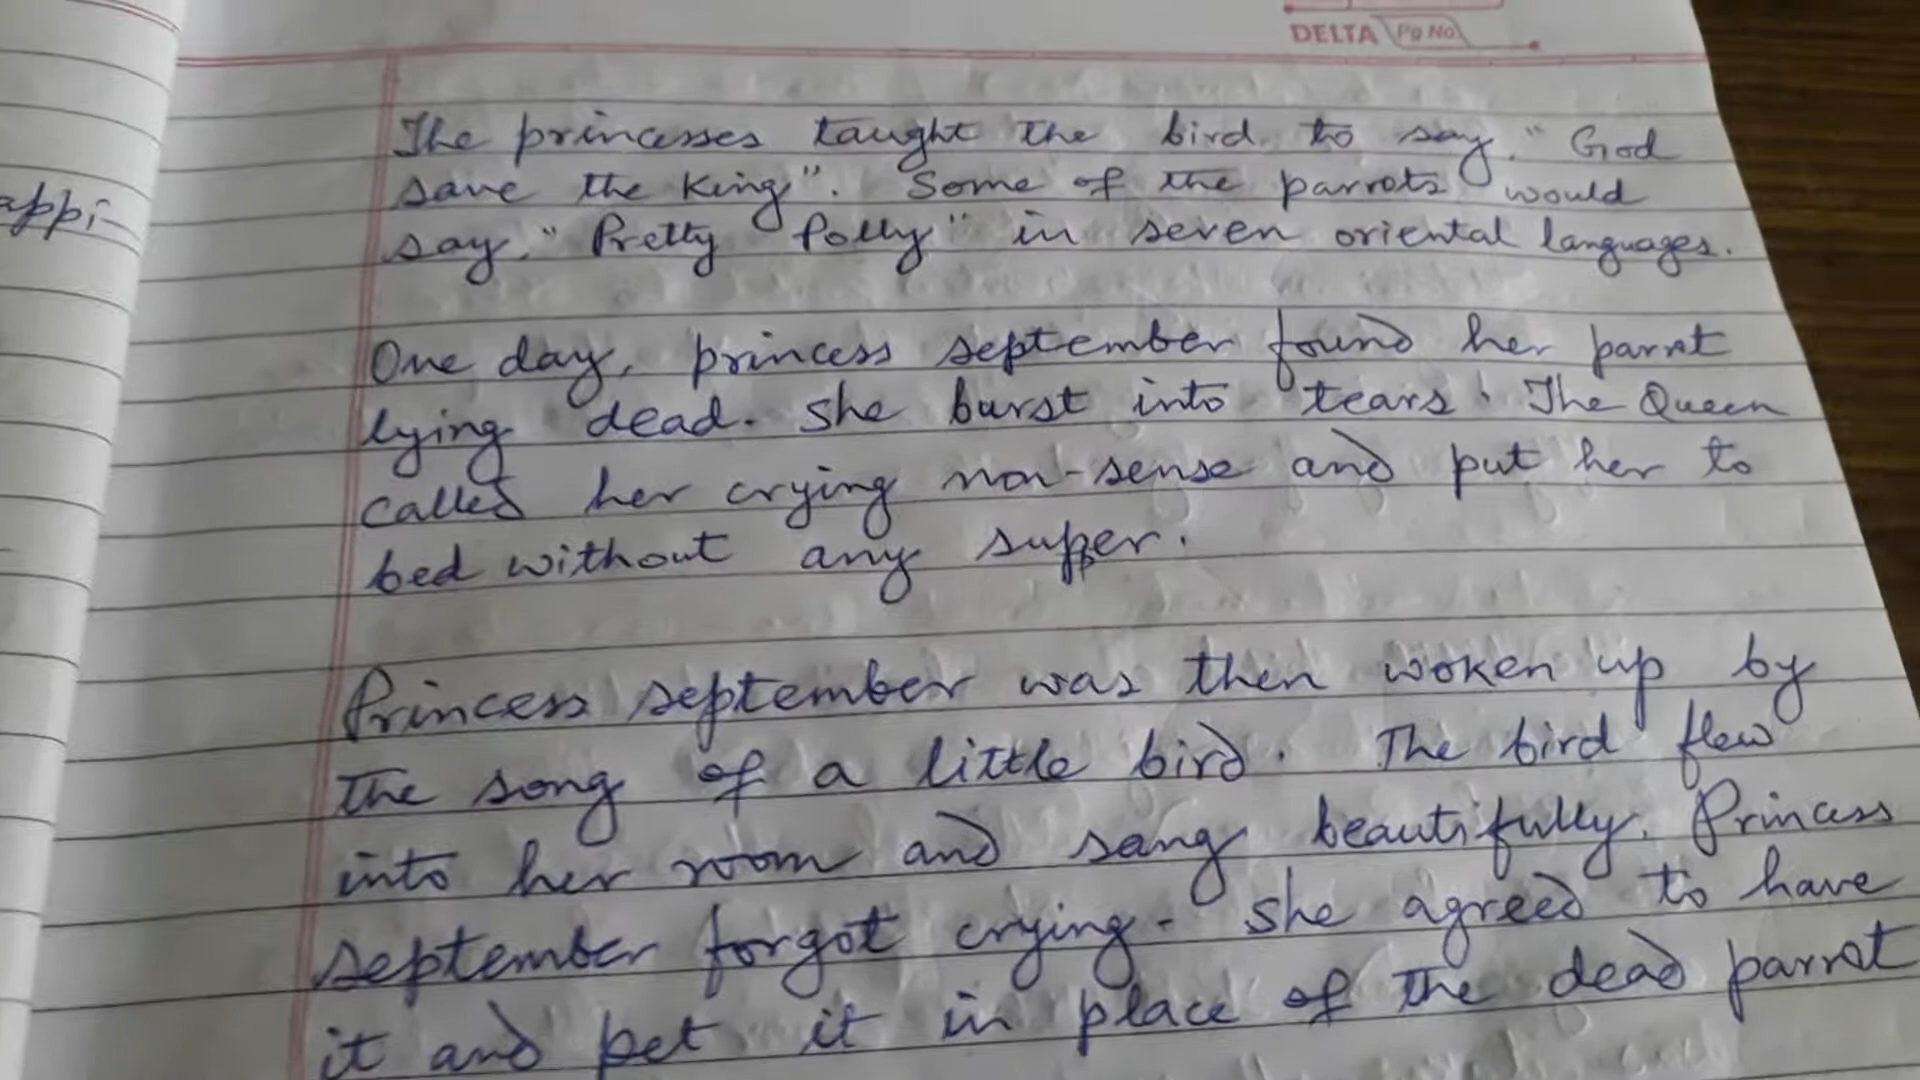 DELTA Pg No.
appi-
The princesses taught the bird to say, "God
save the King". Some of the parrots would
say, "Pretty Polly" in seven oriental languages.
One day, princess september found her parrot
lying dead. She burst into tears. The Queen
called her crying non-sense and put her to
bed without any supper.
Princess september was then woken up by
the song of a little bird. The bird flew
into her room and sang beautifully. Princess
september forgot crying. She agreed to have
it and pet it in place of the dead parrot